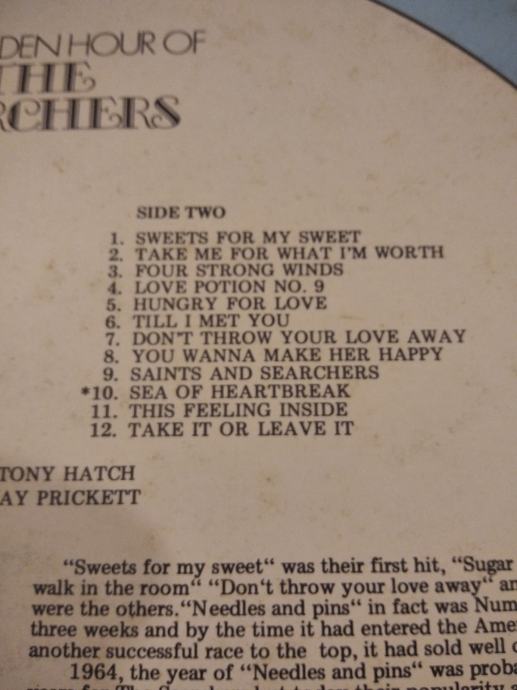 DEN HOUR OF
THE
RCHERS
SIDE TWO
1. SWEETS FOR MY SWEET
2. TAKE ME FOR WHAT I'M WORTH
3. FOUR STRONG WINDS
4. LOVE POTION NO. 9
5. HUNGRY FOR LOVE
6. TILL I MET YOU
7. DON'T THROW YOUR LOVE AWAY
8. YOU WANNA MAKE HER HAPPY
9. SAINTS AND SEARCHERS
*10. SEA OF HEARTBREAK
11. THIS FEELING INSIDE
12. TAKE IT OR LEAVE IT
TONY HATCH
AY PRICKETT
"Sweets for my sweet" was their first hit, "Sugar
walk in the room" "Don't throw your love away" an
were the others. "Needles and pins" in fact was Num
three weeks and by the time it had entered the Ame
another successful race to the top, it had sold well o
1964, the year of "Needles and pins" was proba